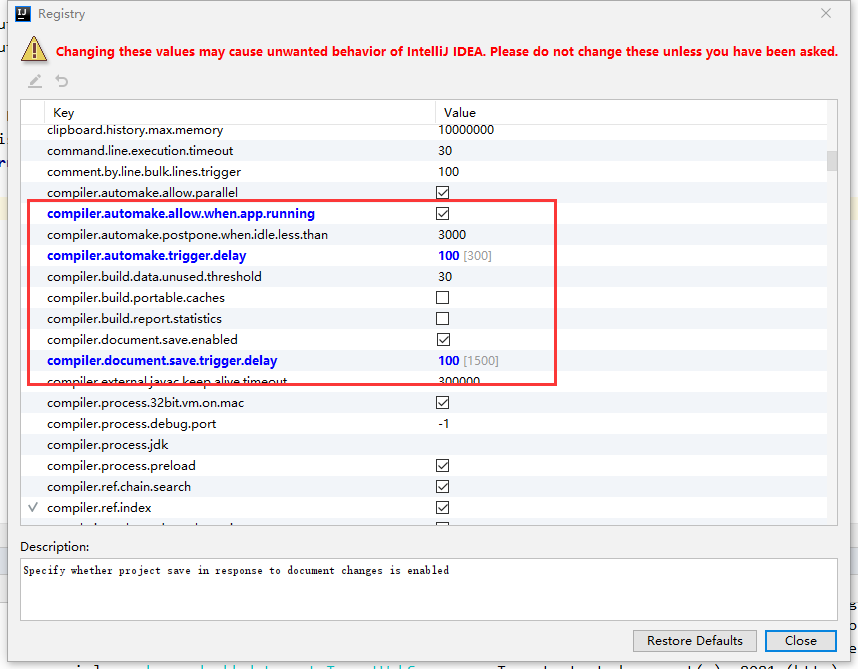 Registry
Changing these values may cause unwanted behavior of IntelliJ IDEA. Please do not change these unless you have been asked.
Key Value
clipboard.history.max.memory 10000000
command.line.execution.timeout 30
comment.by.line.bulk.lines.trigger 100
compiler.automake.allow.parallel
compiler.automake.allow.when.app.running
compiler.automake.postpone.when.idle.less.than 3000
compiler.automake.trigger.delay 100 [300]
compiler.build.data.unused.threshold 30
compiler.build.portable.caches
compiler.build.report.statistics
compiler.document.save.enabled
compiler.document.save.trigger.delay 100 [1500]
compiler.external.javac.keep.alive.timeout 300000
compiler.process.32bit.vm.on.mac
compiler.process.debug.port -1
compiler.process.jdk
compiler.process.preload
compiler.ref.chain.search
compiler.ref.index
Description:
Specify whether project save in response to document changes is enabled
Restore Defaults Close